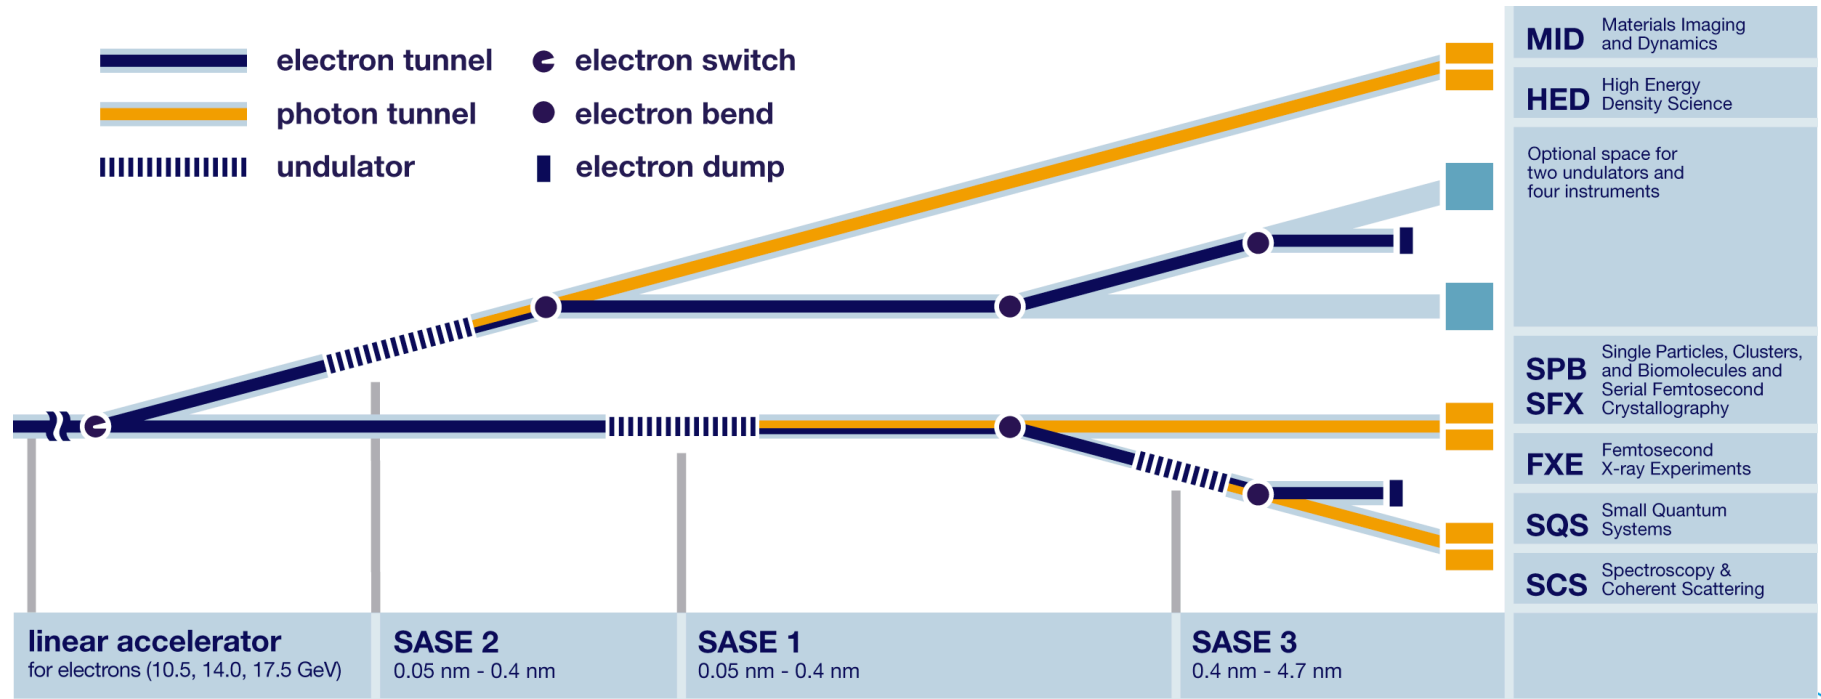 electron tunnel
photon tunnel
undulator
electron switch
electron bend
electron dump
MID
Materials Imaging
and Dynamics
HED
High Energy
Density Science
Optional space for
two undulators and
four instruments
SPB
SFX
Single Particles, Clusters,
and Biomolecules and
Serial Femtosecond
Crystallography
FXE
Femtosecond
X-ray Experiments
SQS
Small Quantum
Systems
SCS
Spectroscopy &
Coherent Scattering
linear accelerator
for electrons (10.5, 14.0, 17.5 GeV)
SASE 2
0.05 nm - 0.4 nm
SASE 1
0.05 nm - 0.4 nm
SASE 3
0.4 nm - 4.7 nm